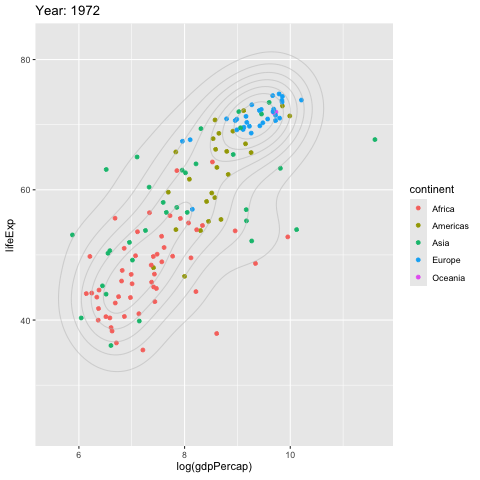 Year: 1972
80
60
40
lifeExp
6
8
10
log(gdpPercap)
continent
Africa
Americas
Asia
Europe
Oceania